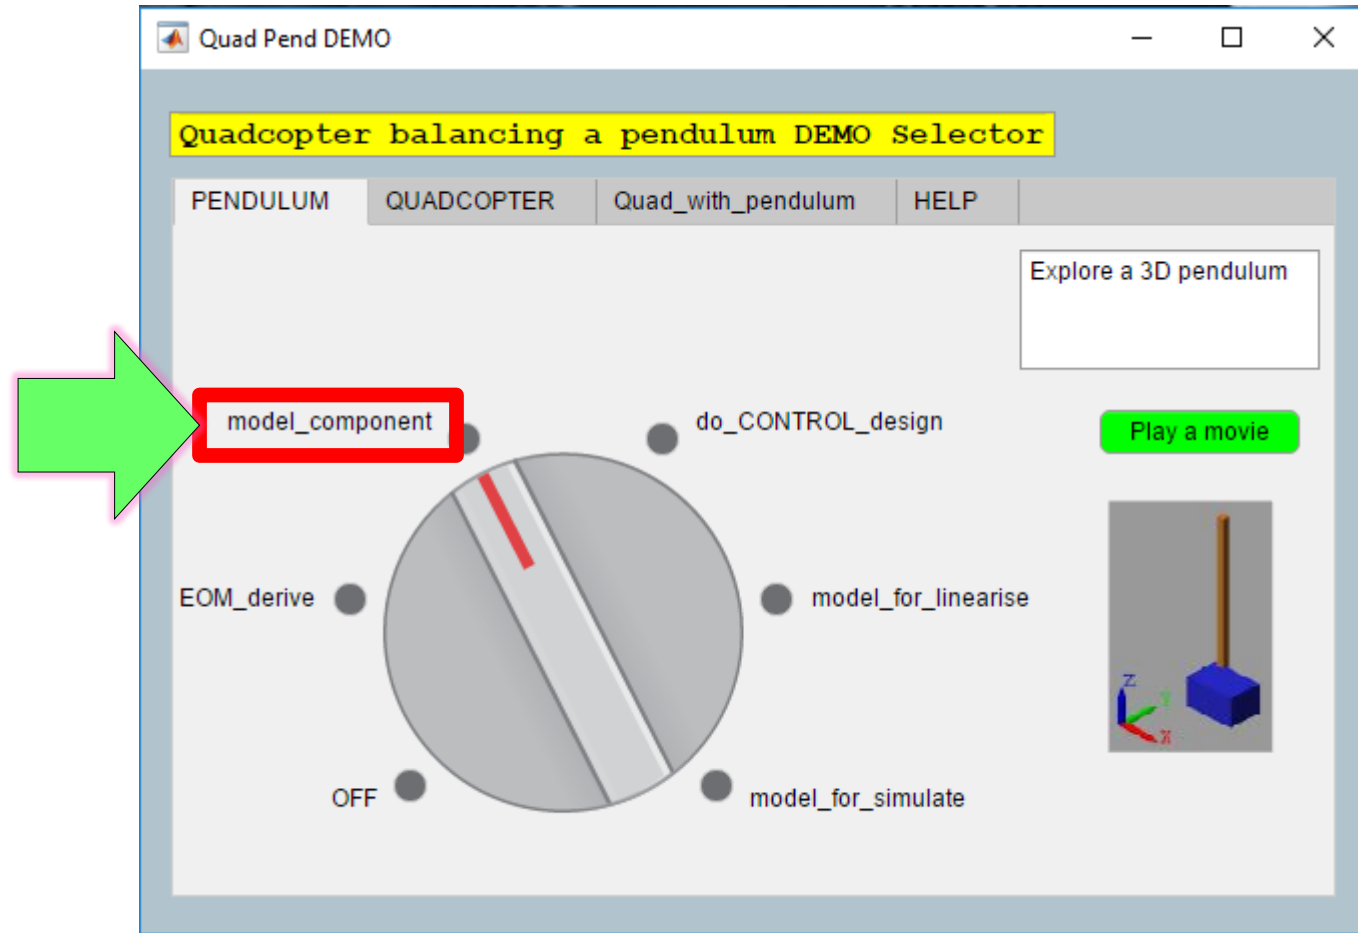 Quad Pend DEMO
Quadcopter balancing a pendulum DEMO Selector
PENDULUM QUADCOPTER Quad_with_pendulum HELP
Explore a 3D pendulum
model_component do_CONTROL_design
Play a movie
EOM_derive model_for_linearise
Z Y X
OFF model_for_simulate